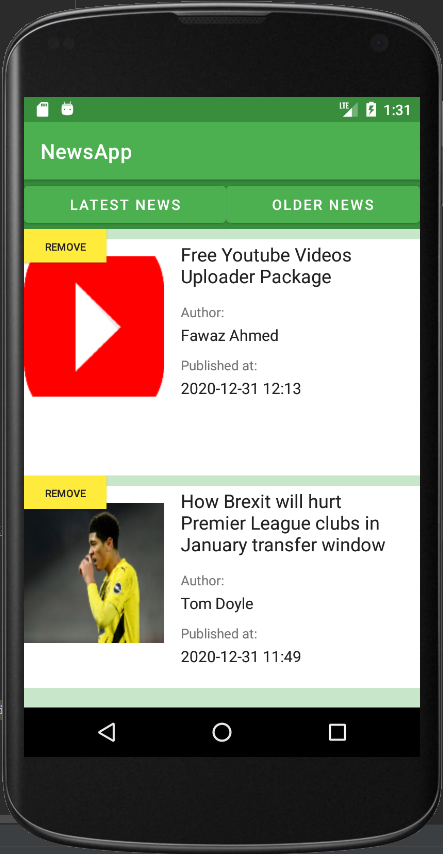 LTE 1:31
NewsApp
LATEST NEWS OLDER NEWS
REMOVE
Free Youtube Videos
Uploader Package
Author:
Fawaz Ahmed
Published at:
2020-12-31 12:13
REMOVE
How Brexit will hurt
Premier League clubs in
January transfer window
Author:
Tom Doyle
Published at:
2020-12-31 11:49